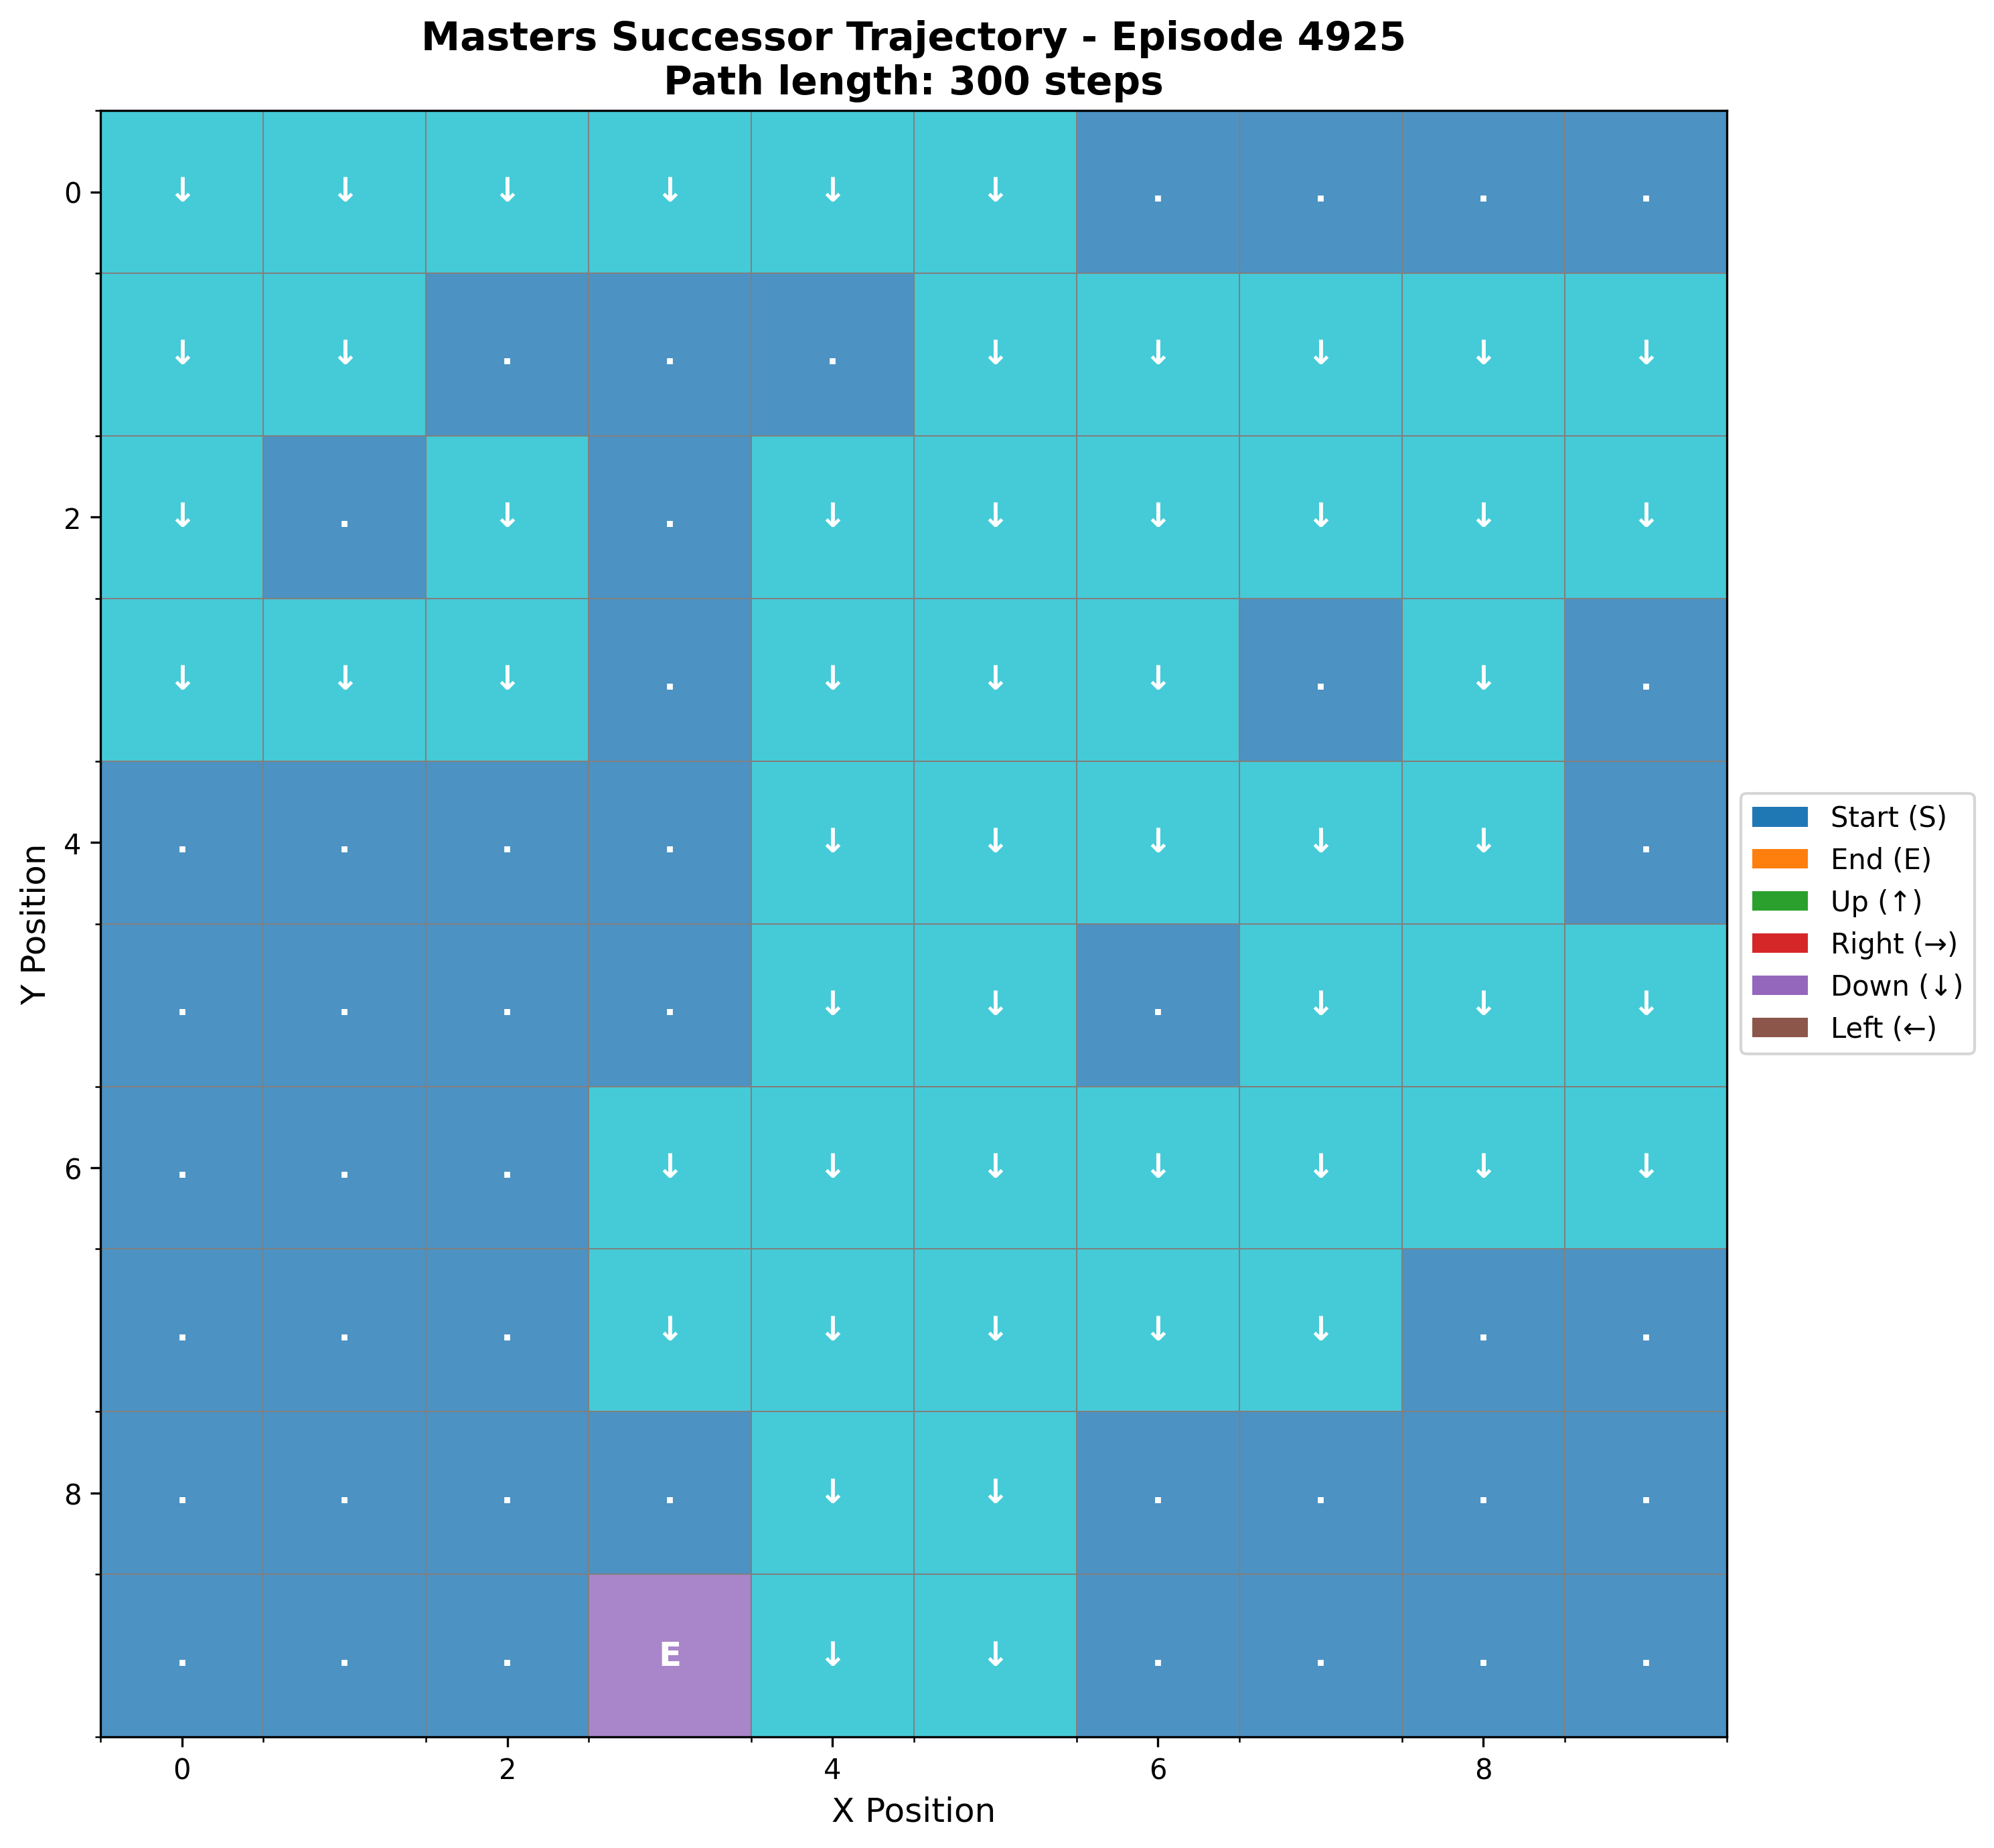 Masters Successor Trajectory - Episode 4925
Path length: 300 steps
0 ↓ ↓ ↓ ↓ ↓ ↓ . . . .
↓ ↓ . . . ↓ ↓ ↓ ↓ ↓
2 ↓ . ↓ . ↓ ↓ ↓ ↓ ↓ ↓
↓ ↓ ↓ . ↓ ↓ ↓ . ↓ .
4 . . . . ↓ ↓ ↓ ↓ ↓ .
. . . . ↓ ↓ . ↓ ↓ ↓
6 . . . ↓ ↓ ↓ ↓ ↓ ↓ ↓
. . . ↓ ↓ ↓ ↓ ↓ . .
8 . . . . ↓ ↓ . . . .
. . . E ↓ ↓ . . . .
0 2 4 6 8
X Position
Y Position
Start (S)
End (E)
Up (↑)
Right (→)
Down (↓)
Left (←)